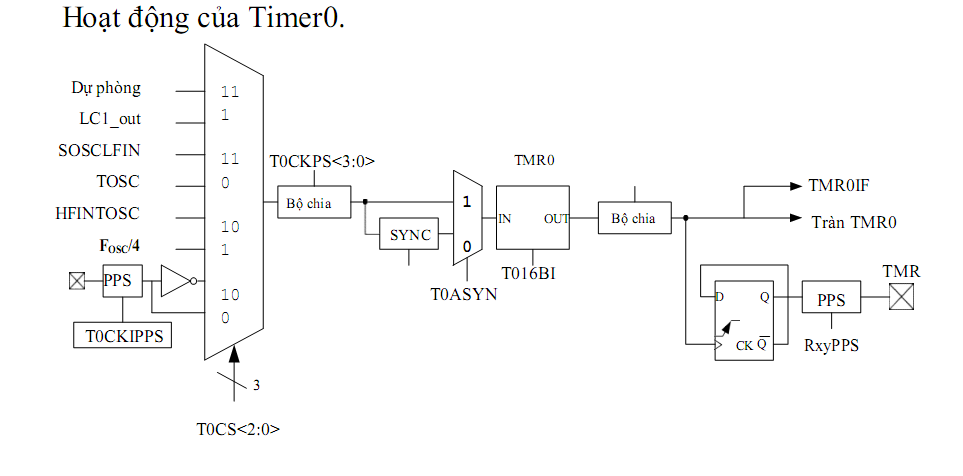 Hoạt động của Timer0.
Dự phòng
LC1_out
SOSCLFIN
TOSC
HFINTOSC
Fosc/4
PPS
T0CKIPPS
11
1
11
0
10
1
10
0
3
T0CS<2:0>
T0CKPS<3:0>
Bộ chia
SYNC
1
0
T0ASYN
TMR0
IN
OUT
T016BI
Bộ chia
TMR0IF
Tràn TMR0
D
Q
CK
Q
PPS
RxyPPS
TMR